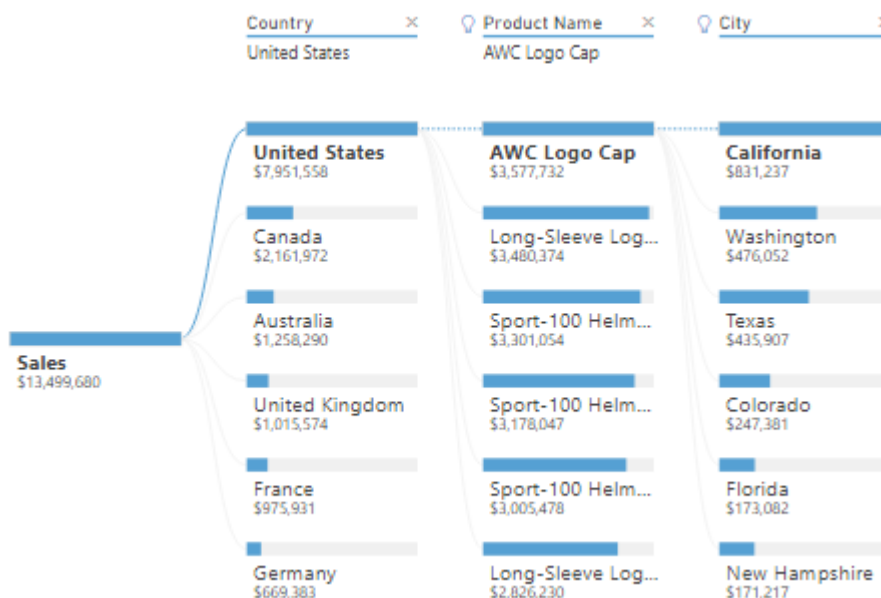 Country ×
United States
Product Name ×
AWC Logo Cap
City
United States
$7,951,558
AWC Logo Cap
$3,577,732
California
$831,237
Canada
$2,161,972
Long-Sleeve Log...
$3,480,374
Washington
$476,052
Australia
$1,258,290
Sport-100 Helm...
$3,301,054
Texas
$435,907
Sales
$13,499,680
United Kingdom
$1,015,574
Sport-100 Helm...
$3,178,047
Colorado
$247,381
France
$975,931
Sport-100 Helm...
$3,005,478
Florida
$173,082
Germany
$669,383
Long-Sleeve Log...
$2,826,230
New Hampshire
$171,217